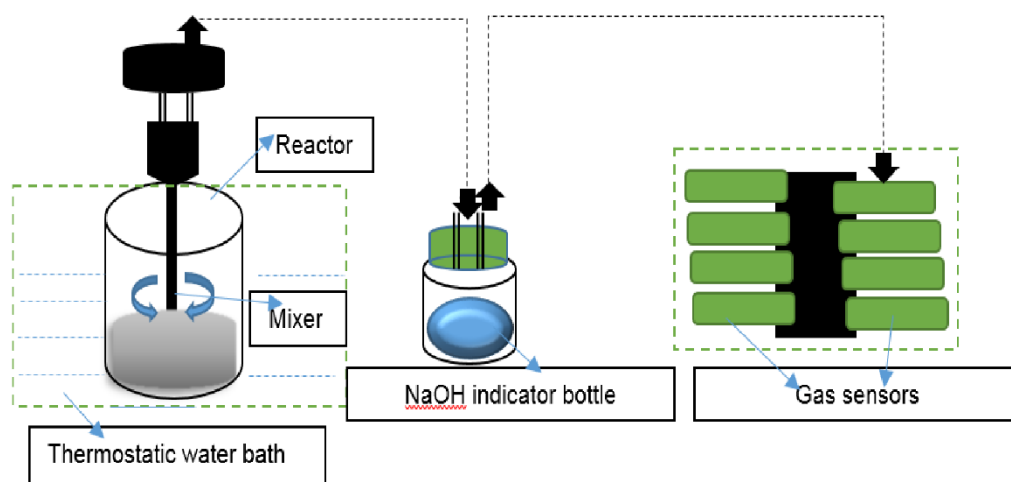 Reactor
Mixer
NaOH indicator bottle
Gas sensors
Thermostatic water bath